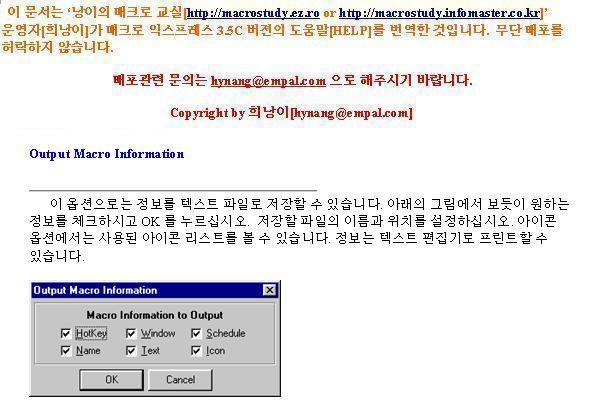 이 문서는 ‘낭이의 매크로 교실[http://macrostudy.ez.ro or http://macrostudy.infomaster.co.kr]’
운영자[희낭이]가 매크로 익스프레스 3.5C 버젼의 도움말[HELP]를 번역한 것입니다. 무단 배포를
허락하지 않습니다.
배포관련 문의는 hynang@empal.com 으로 해주시기 바랍니다.
Copyright by 희낭이[hynang@empal.com]
Output Macro Information
이 옵션으로는 정보를 텍스트 파일로 저장할 수 있습니다. 아래의 그림에서 보듯이 원하는
정보를 체크하시고 OK 를 누르십시오. 저장할 파일의 이름과 위치를 설정하십시오. 아이콘
옵션에서는 사용된 아이콘 리스트를 볼 수 있습니다. 정보는 텍스트 편집기로 프린트할 수
있습니다.
Output Macro Information
Macro Information to Output
HotKey Window Schedule
Name Text Icon
OK Cancel